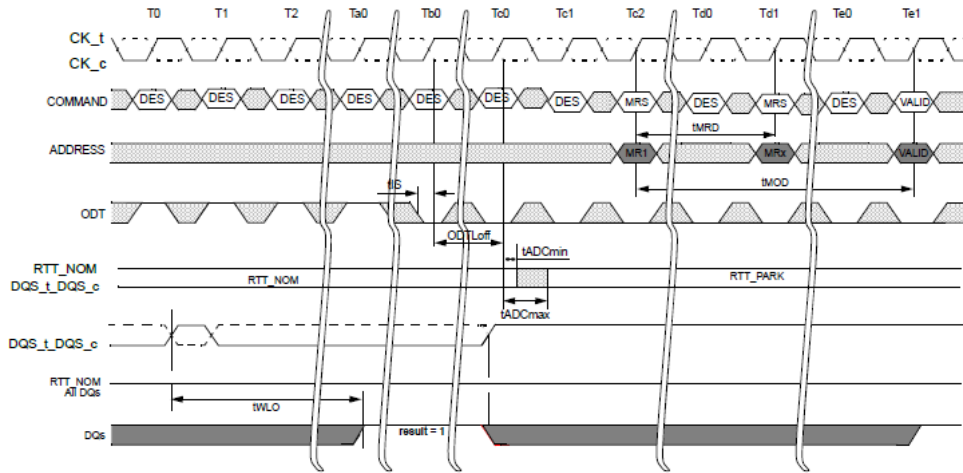 T0 T1 T2 Ta0 Tb0 Tc0 Tc1 Tc2 Td0 Td1 Te0 Te1
CK_t
CK_c
COMMAND DES DES DES DES DES DES DES MRS DES MRS DES VALID
tMRD
ADDRESS MR1 MRx VALID
tIS tMOD
ODT
ODTLoff
tADCmin
RTT_NOM
RTT_NOM RTT_PARK
DQS_t_DQS_c
tADCmax
DQS_t_DQS_c
RTT_NOM
All DQs
tWLO
DQs result = 1